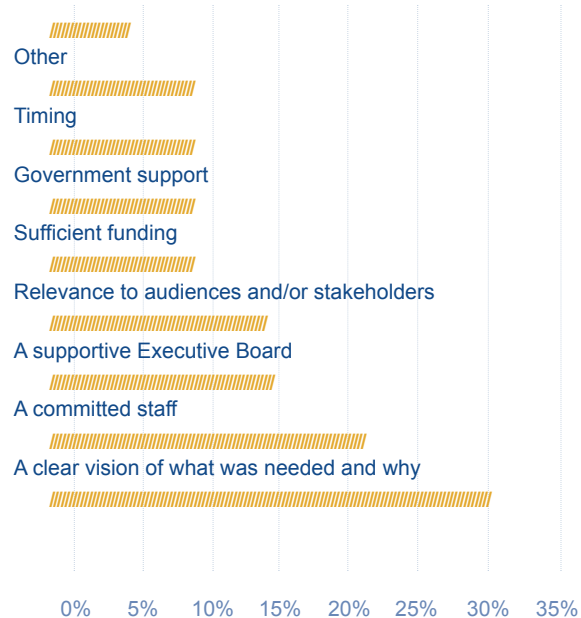 Other
Timing
Government support
Sufficient funding
Relevance to audiences and/or stakeholders
A supportive Executive Board
A committed staff
A clear vision of what was needed and why
0% 5% 10% 15% 20% 25% 30% 35%